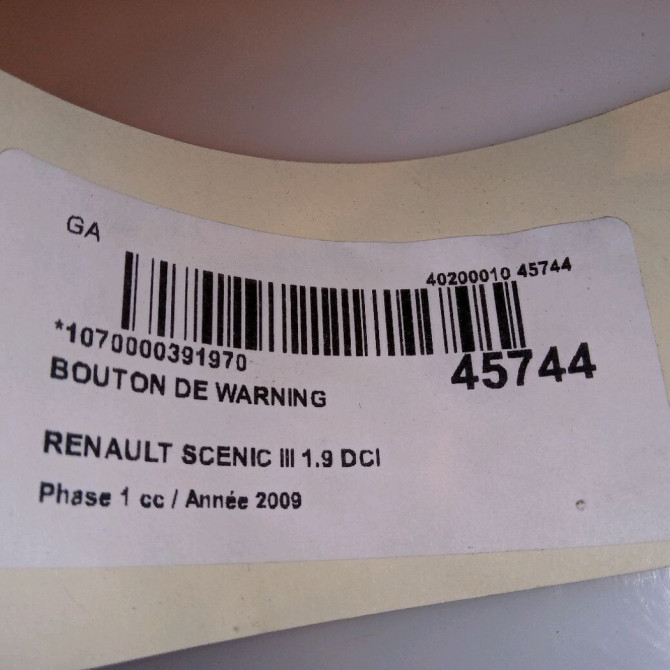 GA
40200010 45744
*1070000391970
45744
BOUTON DE WARNING
RENAULT SCENIC III 1.9 DCI
Phase 1 cc / Année 2009